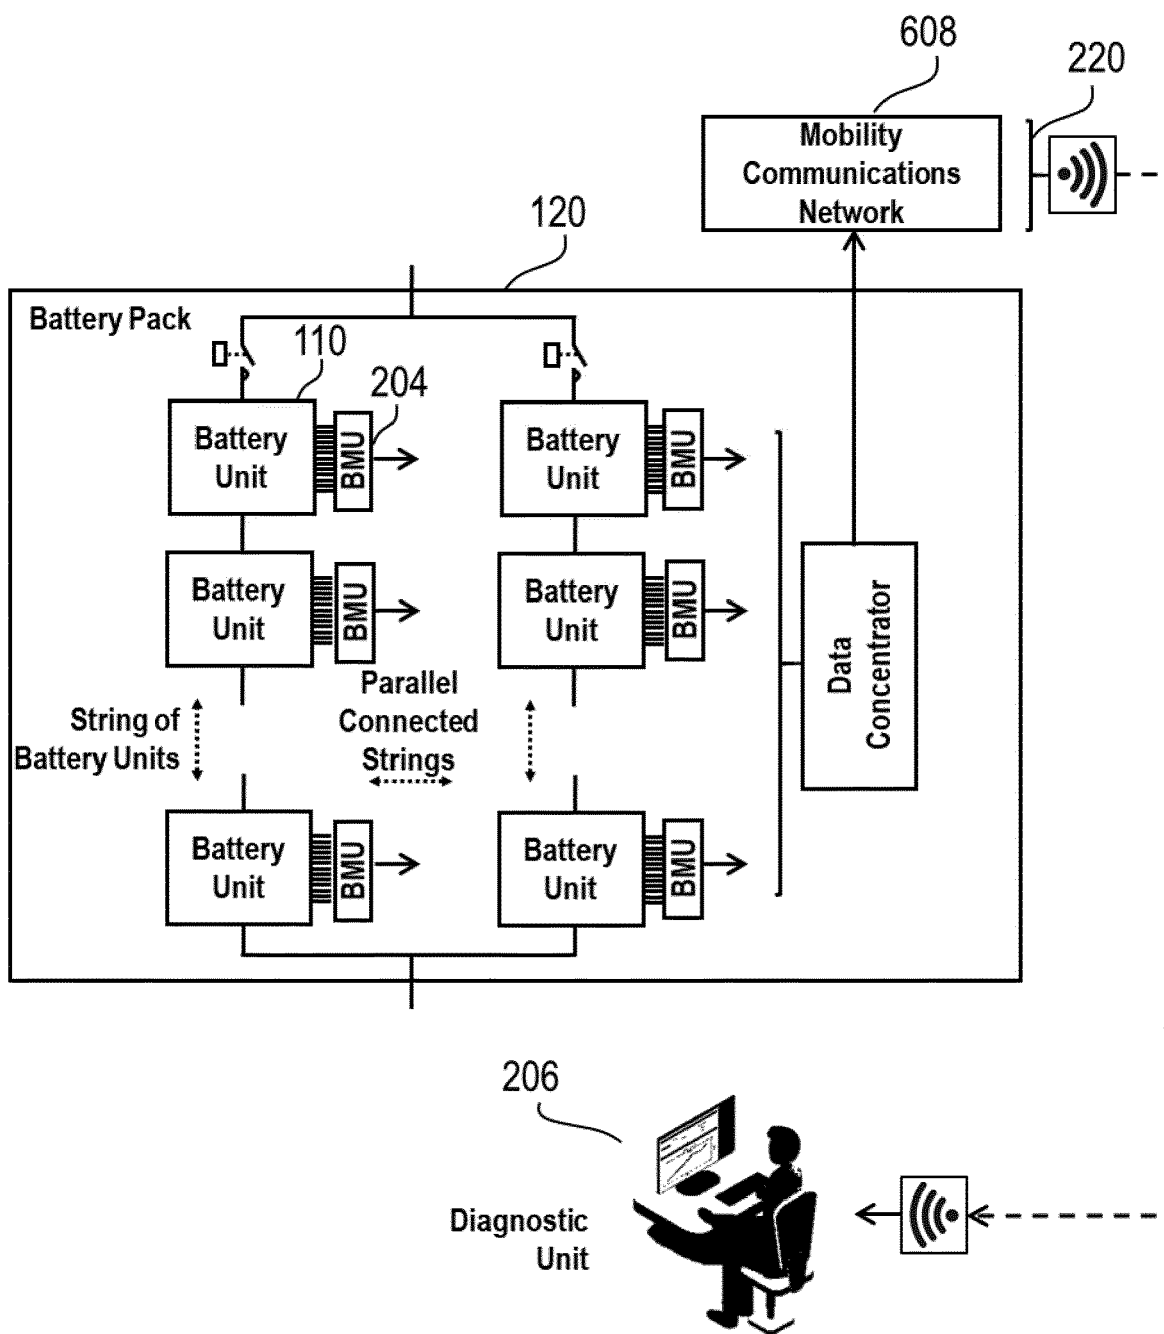 608
220
Mobility
Communications
Network
120
Battery Pack
110
204
Battery
Unit
BMU
Battery
Unit
BMU
Battery
Unit
BMU
Battery
Unit
BMU
Data
Concentrator
String of
Battery Units
Parallel
Connected
Strings
Battery
Unit
BMU
Battery
Unit
BMU
206
Diagnostic
Unit